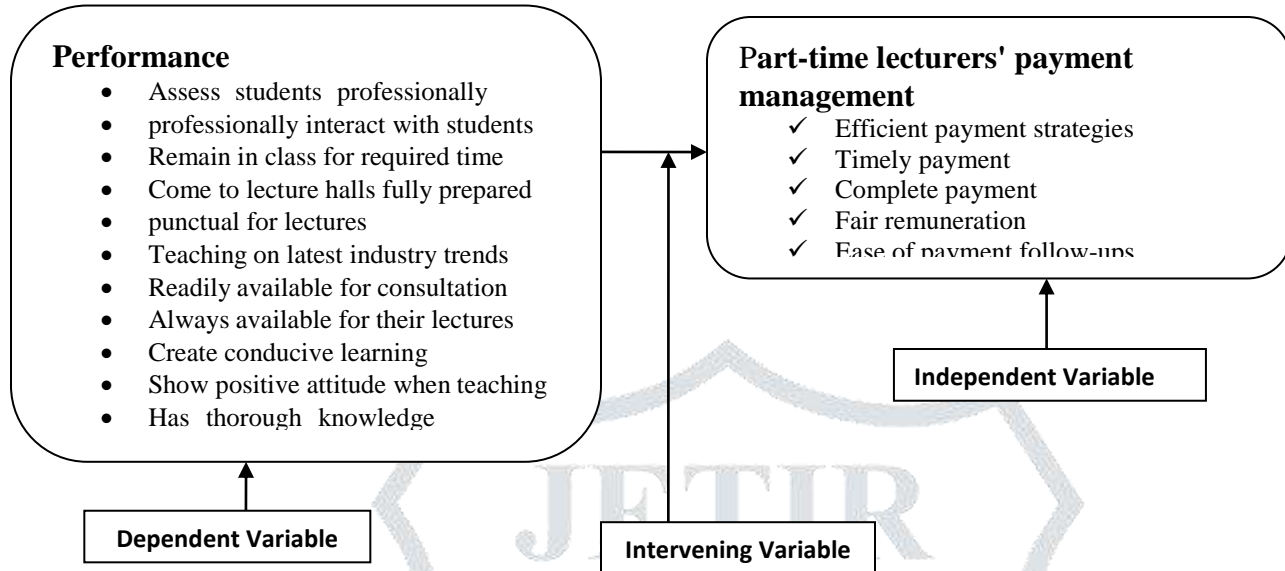 Performance
• Assess students professionally
• professionally interact with students
• Remain in class for required time
• Come to lecture halls fully prepared
• punctual for lectures
• Teaching on latest industry trends
• Readily available for consultation
• Always available for their lectures
• Create conducive learning
• Show positive attitude when teaching
• Has thorough knowledge
Part-time lecturers' payment
management
✓ Efficient payment strategies
✓ Timely payment
✓ Complete payment
✓ Fair remuneration
✓ Ease of payment follow-ups
Independent Variable
Dependent Variable
Intervening Variable
JETIR